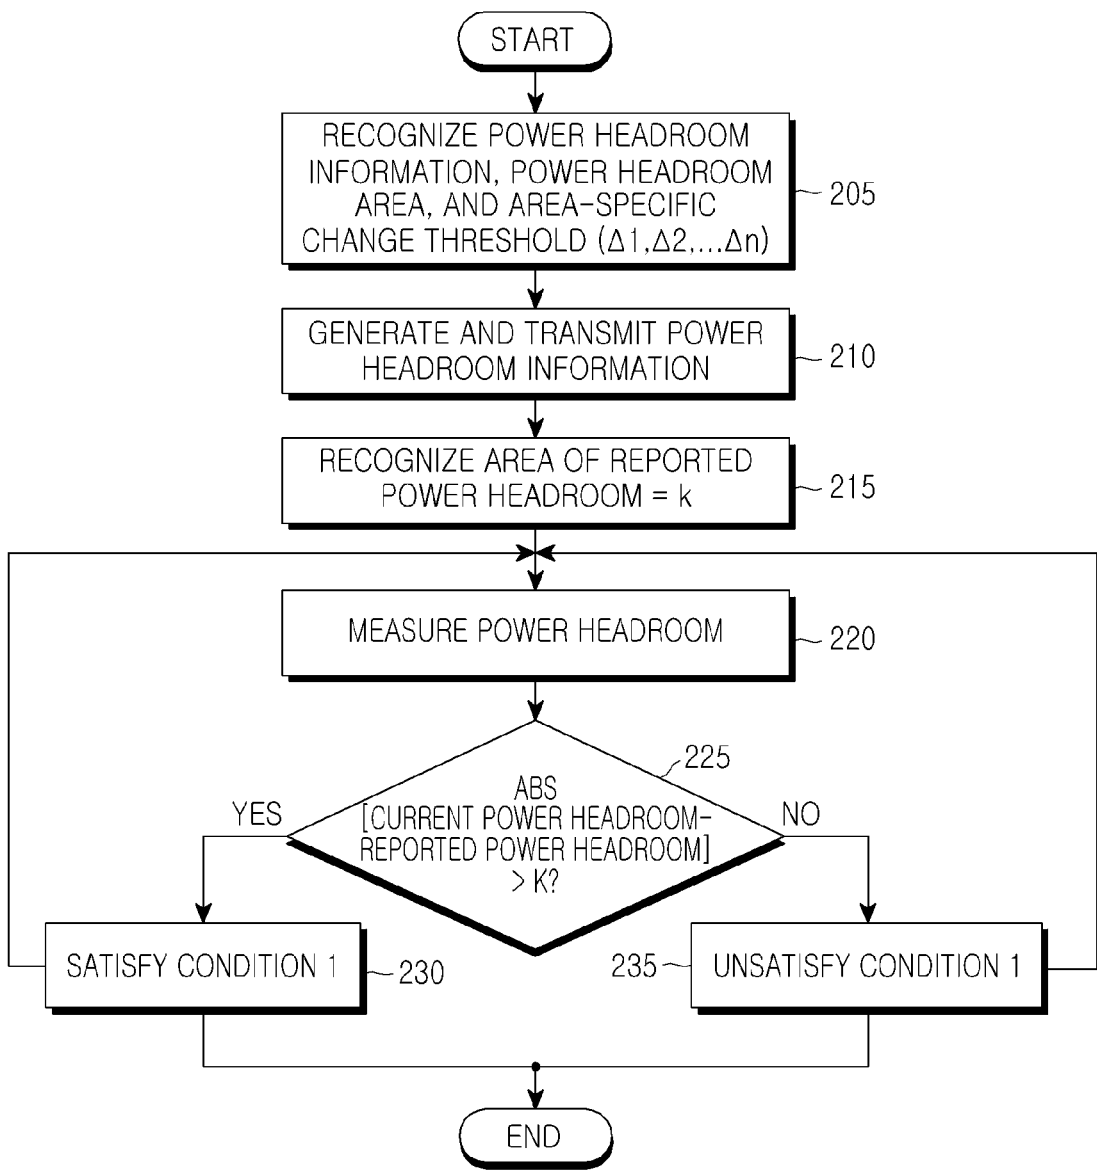 START
RECOGNIZE POWER HEADROOM
INFORMATION, POWER HEADROOM
AREA, AND AREA-SPECIFIC
CHANGE THRESHOLD (Δ1,Δ2,...Δn)
205
GENERATE AND TRANSMIT POWER
HEADROOM INFORMATION
210
RECOGNIZE AREA OF REPORTED
POWER HEADROOM = k
215
MEASURE POWER HEADROOM
220
225
ABS
[CURRENT POWER HEADROOM-
REPORTED POWER HEADROOM]
> K?
YES
NO
SATISFY CONDITION 1
230
235
UNSATISFY CONDITION 1
END